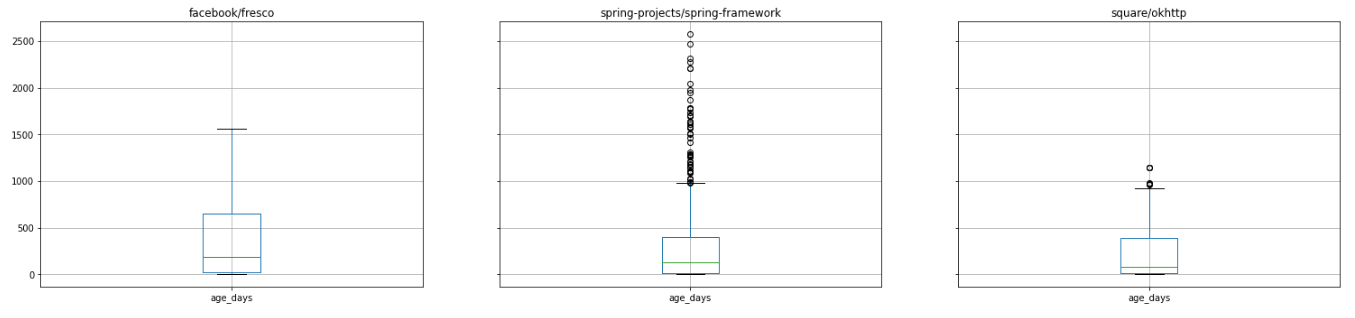 facebook/fresco
spring-projects/spring-framework
square/okhttp
2500
2000
1500
1000
500
0
age_days
age_days
age_days